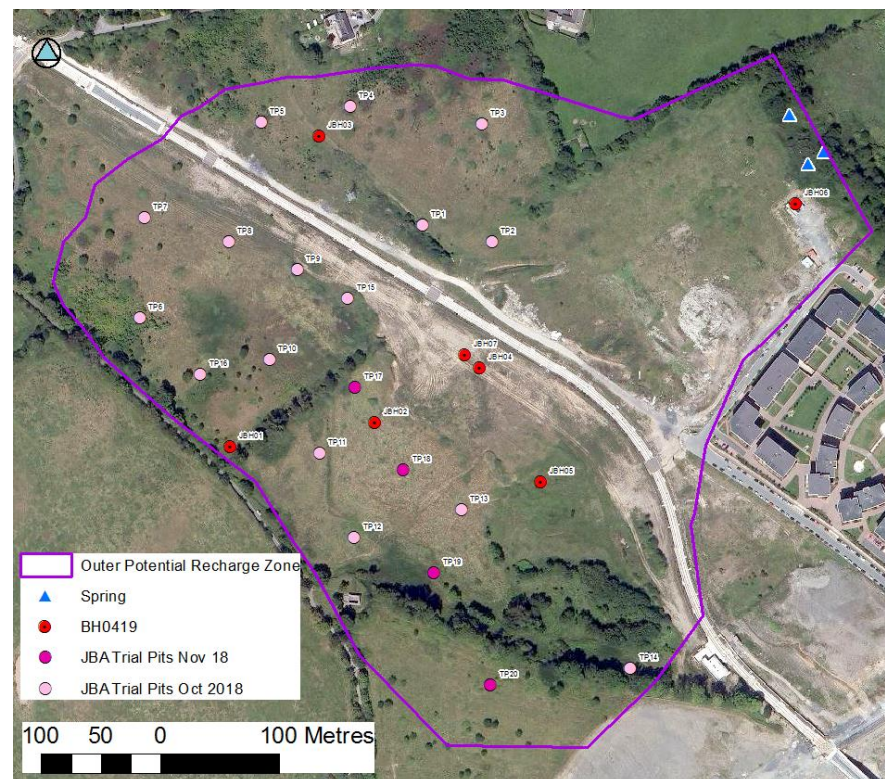 TP4
TP5
TP3
JBH03
JBH06
TP7
TP1
TP8
TP2
TP9
TP15
TP6
JBH07
JBH04
TP16
TP10
TP17
JBH02
JBH01
TP11
TP18
JBH05
TP13
TP12
TP19
TP14
TP20
Outer Potential Recharge Zone
Spring
BH0419
JBA Trial Pits Nov 18
JBA Trial Pits Oct 2018
100 50 0 100 Metres